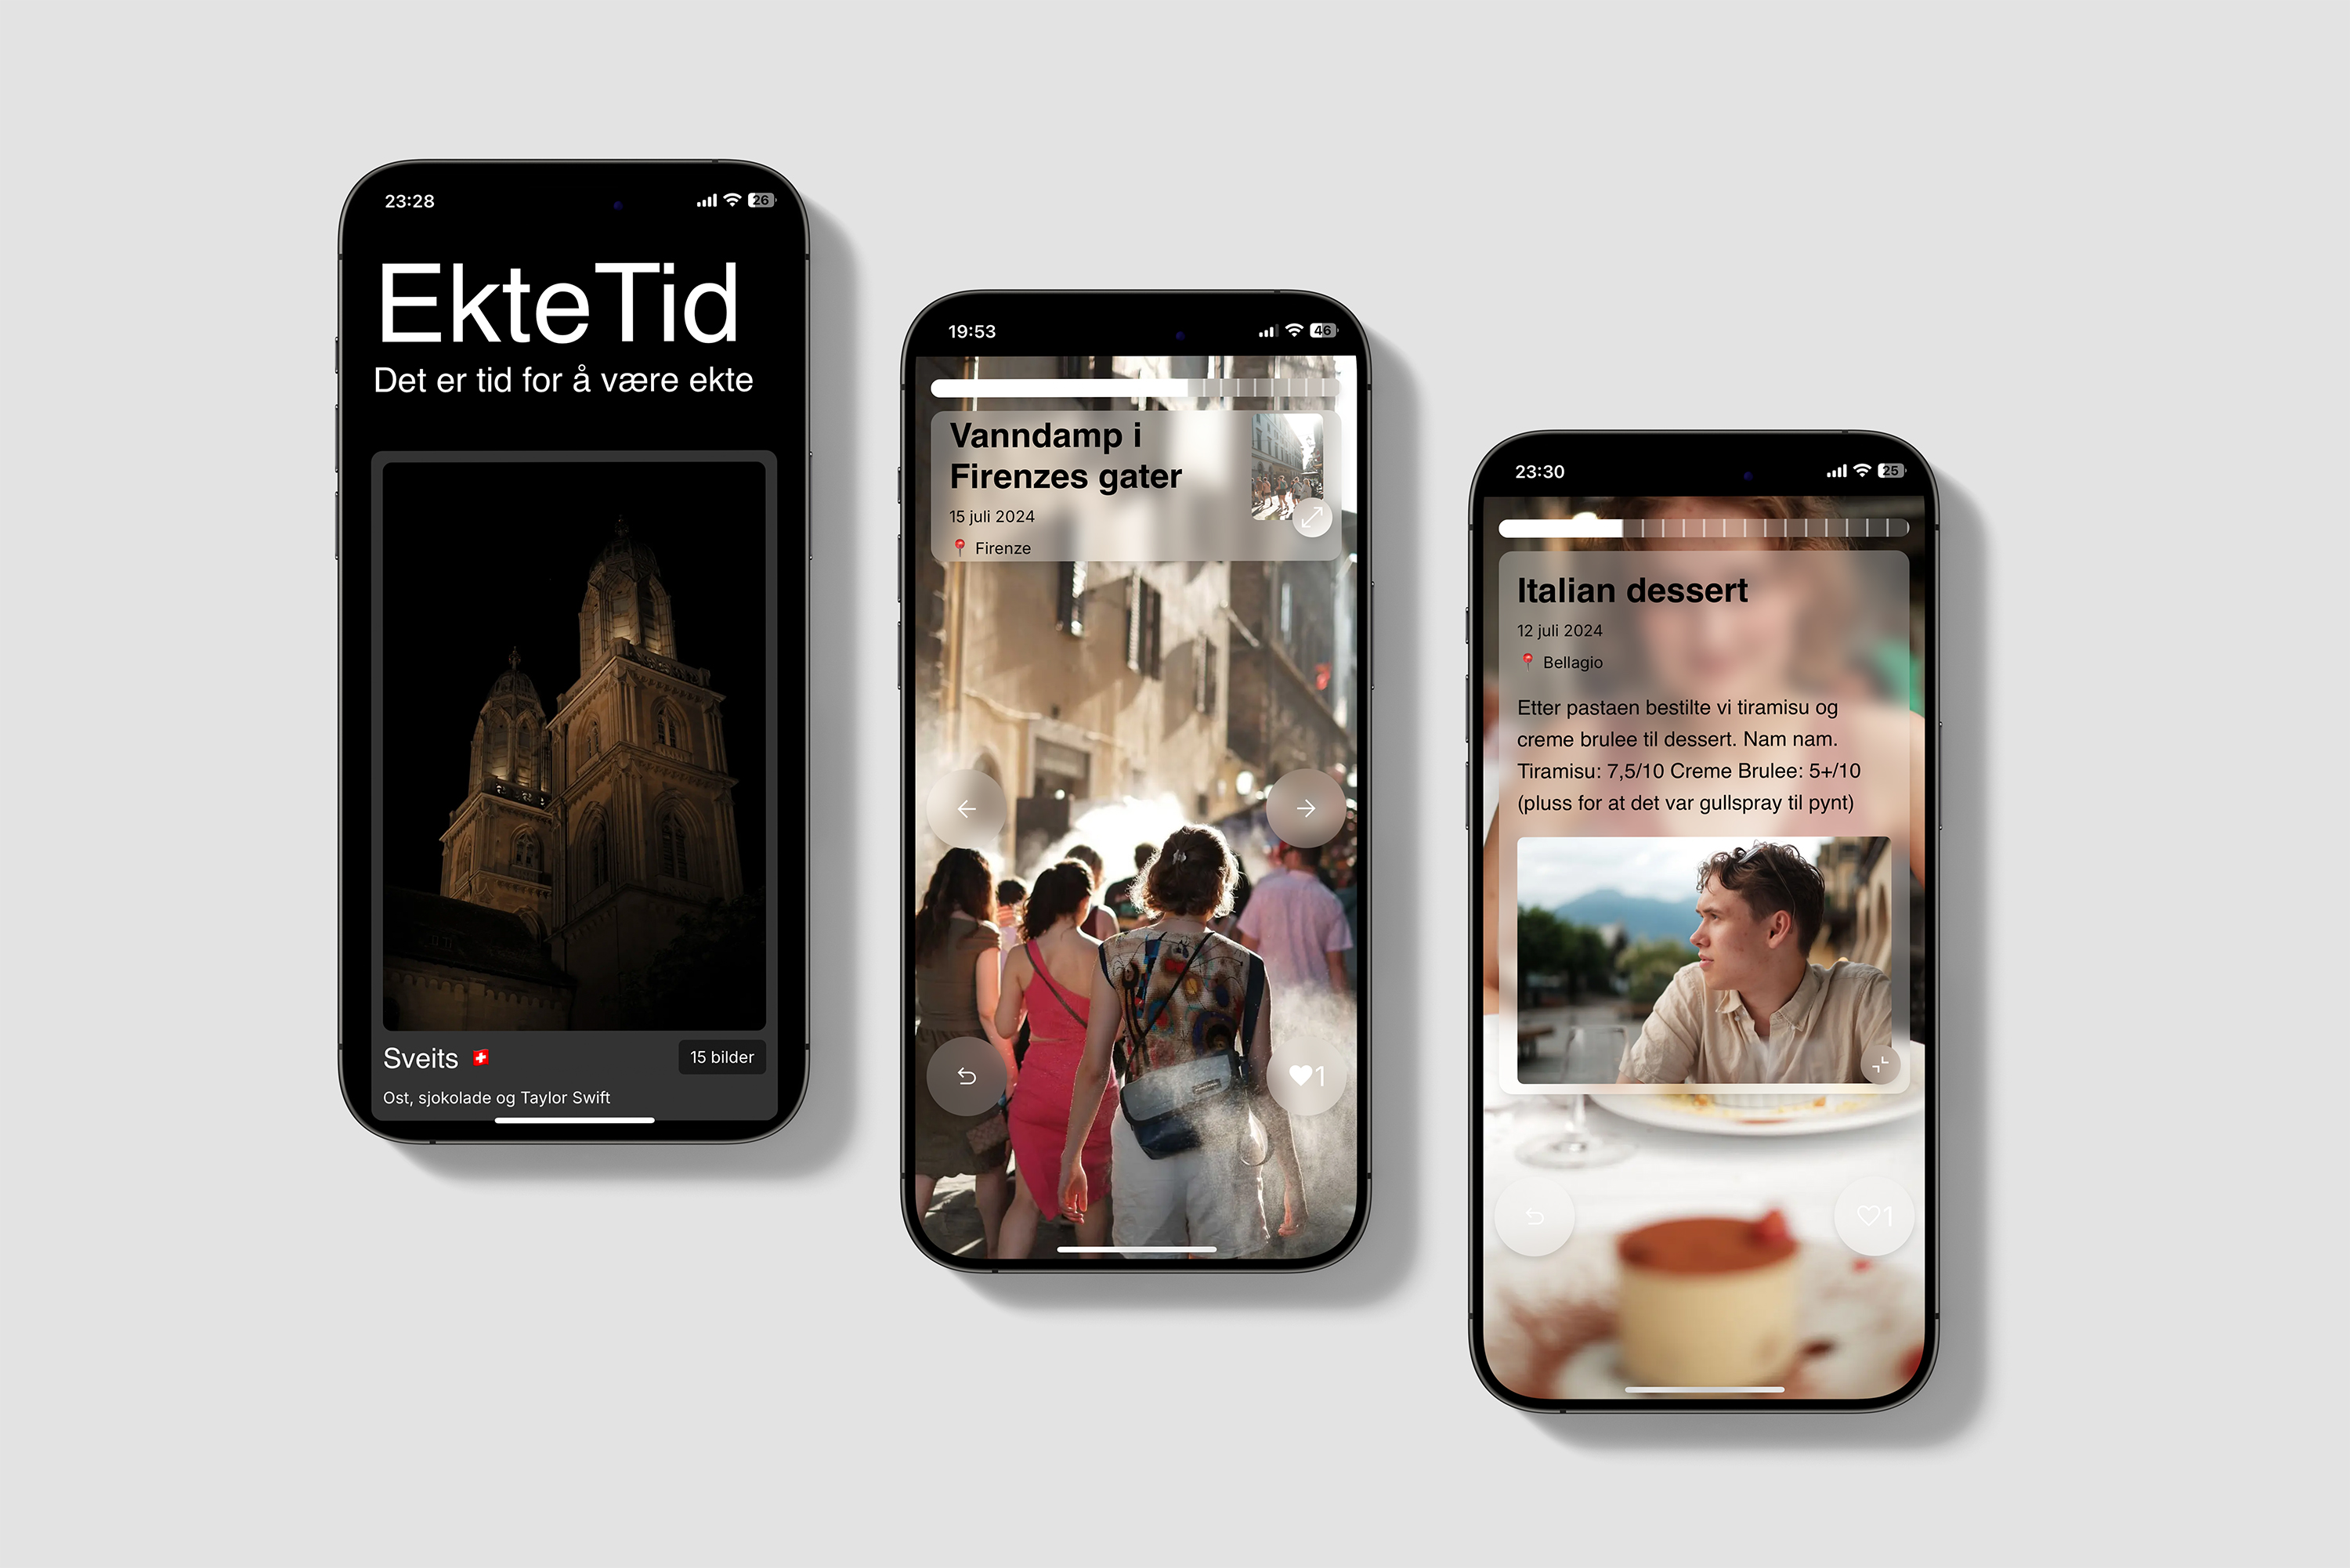 23:28
26
EkteTid
Det er tid for å være ekte
Sveits 🇨🇭
15 bilder
Ost, sjokolade og Taylor Swift
19:53
46
Vanndamp i
Firenzes gater
15 juli 2024
📍 Firenze
1
23:30
25
Italian dessert
12 juli 2024
📍 Bellagio
Etter pastaen bestilte vi tiramisu og
creme brulee til dessert. Nam nam.
Tiramisu: 7,5/10 Creme Brulee: 5+/10
(pluss for at det var gullspray til pynt)
1